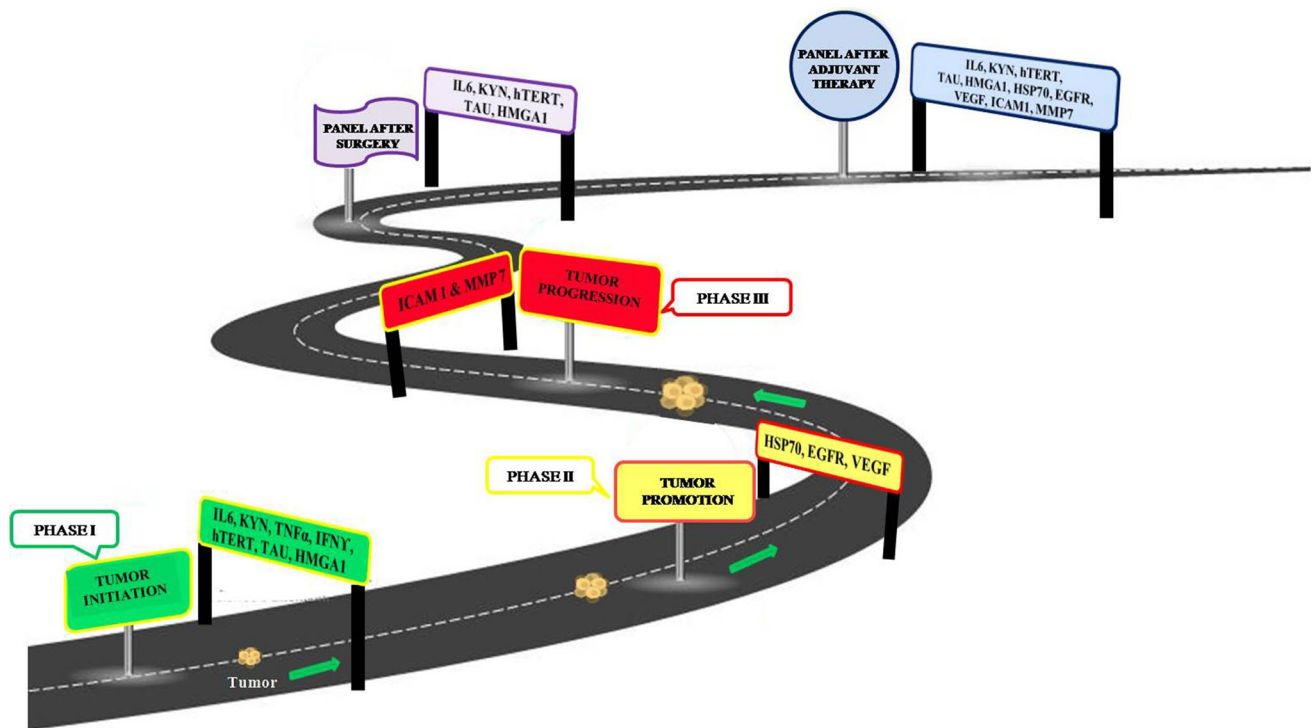 PANEL AFTER
SURGERY
IL6, KYN, hTERT,
TAU, HMGA1
PANEL AFTER
ADJUVANT
THERAPY
IL6, KYN, hTERT,
TAU, HMGA1, HSP70, EGFR,
VEGF, ICAM1, MMP7
ICAM 1 & MMP 7
TUMOR
PROGRESSION
PHASE III
PHASE II
TUMOR
PROMOTION
HSP70, EGFR, VEGF
PHASE I
TUMOR
INITIATION
IL6, KYN, TNFα, IFNϒ,
hTERT, TAU, HMGA1
Tumor